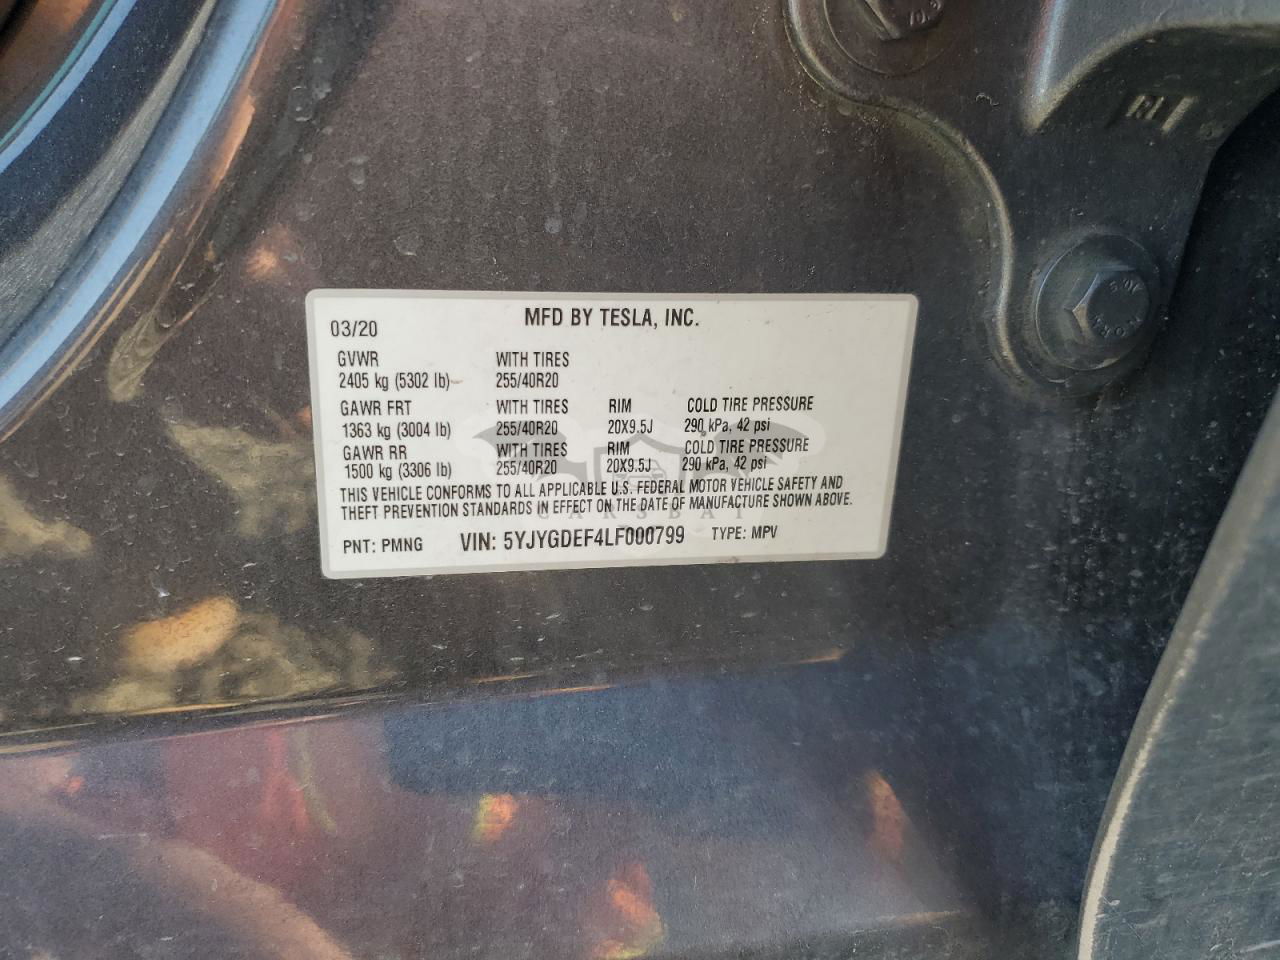 MFD BY TESLA, INC.
03/20
GVWR WITH TIRES
2405 kg (5302 lb) 255/40R20
GAWR FRT WITH TIRES RIM COLD TIRE PRESSURE
1363 kg (3004 lb) 255/40R20 20X9.5J 290 kPa, 42 psi
GAWR RR WITH TIRES RIM COLD TIRE PRESSURE
1500 kg (3306 lb) 255/40R20 20X9.5J 290 kPa, 42 psi
THIS VEHICLE CONFORMS TO ALL APPLICABLE U.S. FEDERAL MOTOR VEHICLE SAFETY AND
THEFT PREVENTION STANDARDS IN EFFECT ON THE DATE OF MANUFACTURE SHOWN ABOVE.
CARSBAT
PNT: PMNG VIN: 5YJYGDEF4LF000799 TYPE: MPV